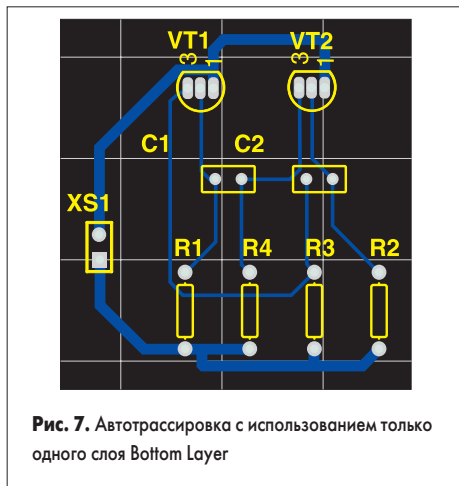 VT1 VT2
3 1 3 1
C1 C2
XS1
R1 R4 R3 R2
Рис. 7. Автотрассировка с использованием только
одного слоя Bottom Layer